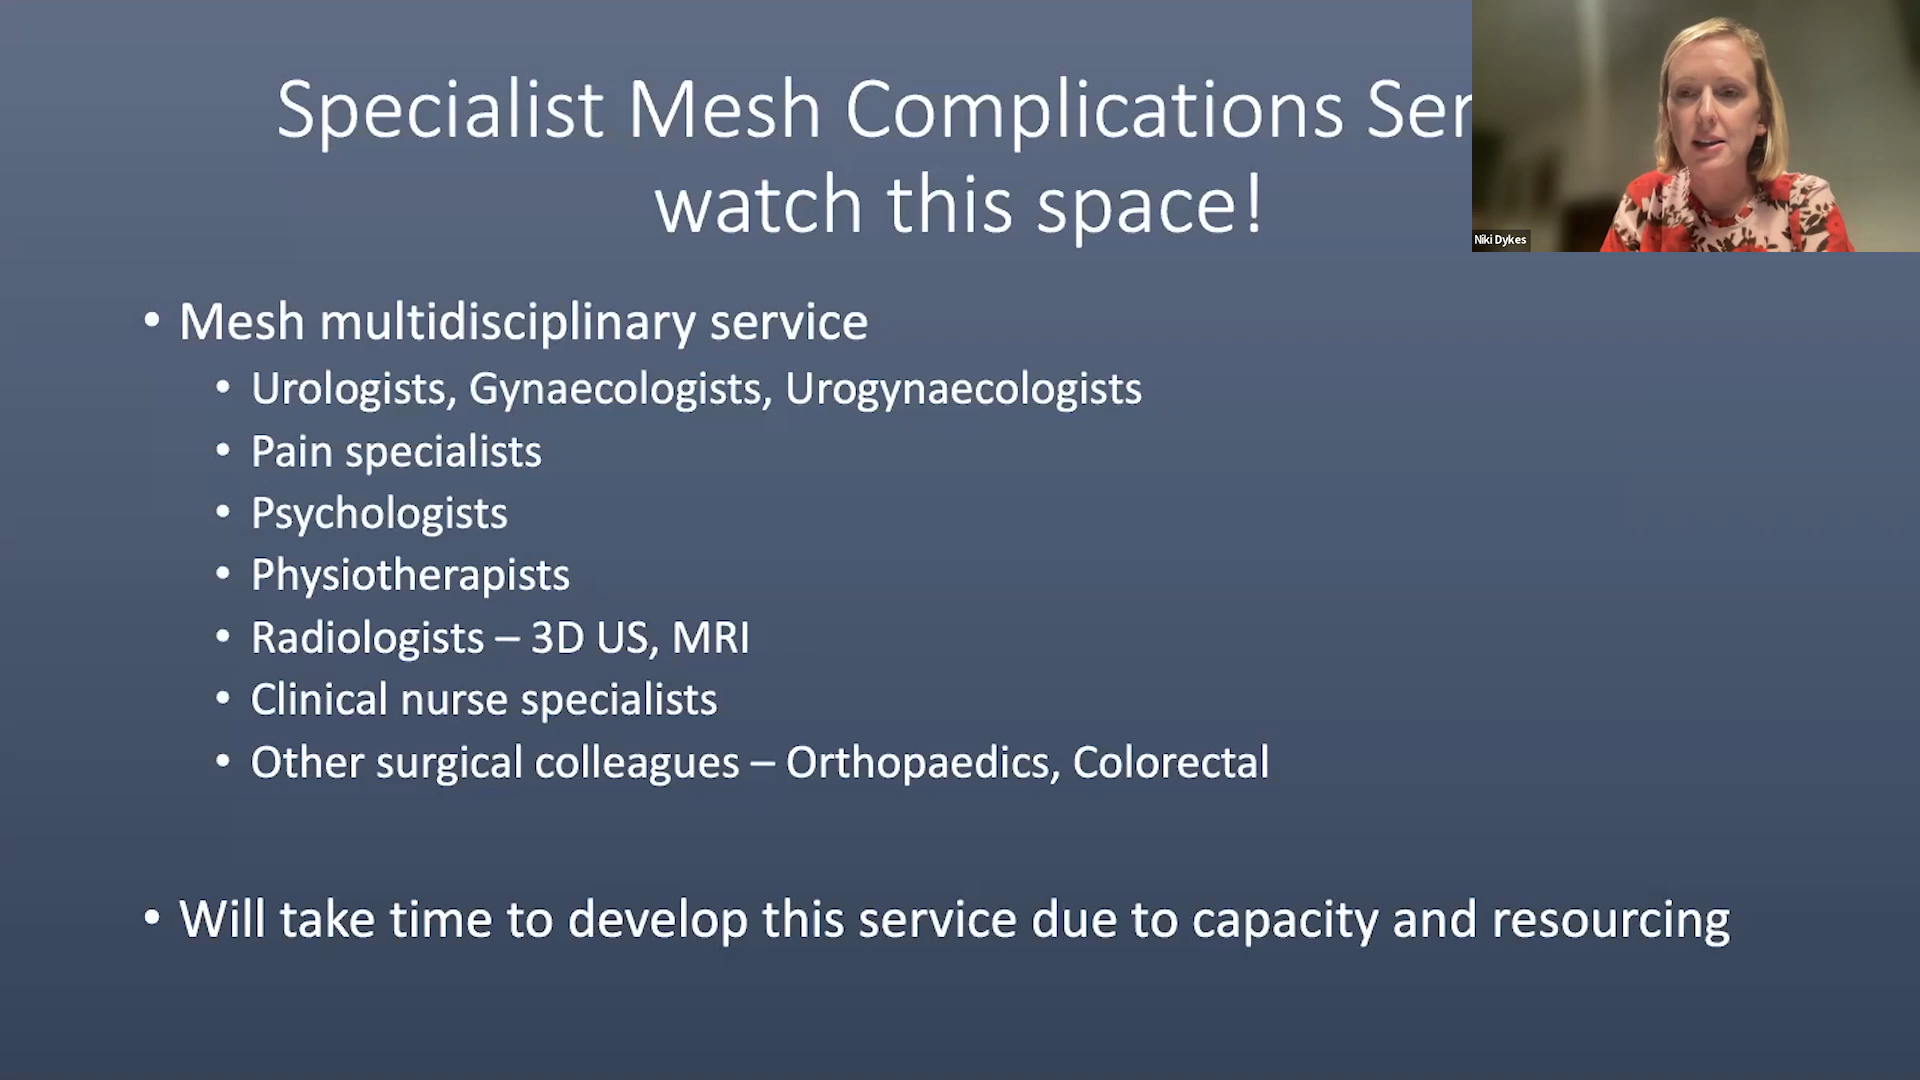 Specialist Mesh Complications Ser
watch this space!
Niki Dykes
• Mesh multidisciplinary service
• Urologists, Gynaecologists, Urogynaecologists
• Pain specialists
• Psychologists
• Physiotherapists
• Radiologists – 3D US, MRI
• Clinical nurse specialists
• Other surgical colleagues – Orthopaedics, Colorectal
• Will take time to develop this service due to capacity and resourcing